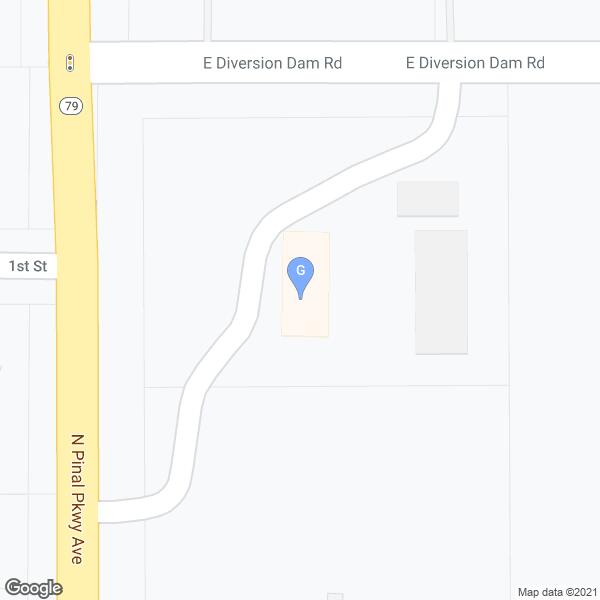 E Diversion Dam Rd
E Diversion Dam Rd
79
G
1st St
N Pinal Pkwy Ave
Google
Map data ©2021